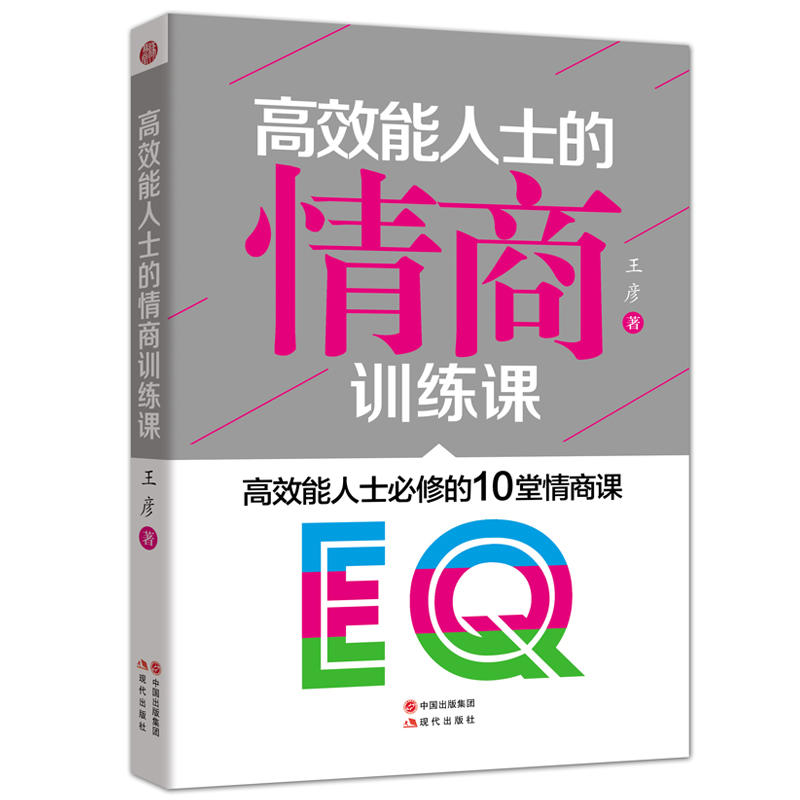 高效能人士的
情商
训练课
王彦
著
高效能人士必修的10堂情商课
EQ
中国出版集团
现代出版社
高效能人士的情商训练课
王彦
著
中国出版集团
现代出版社